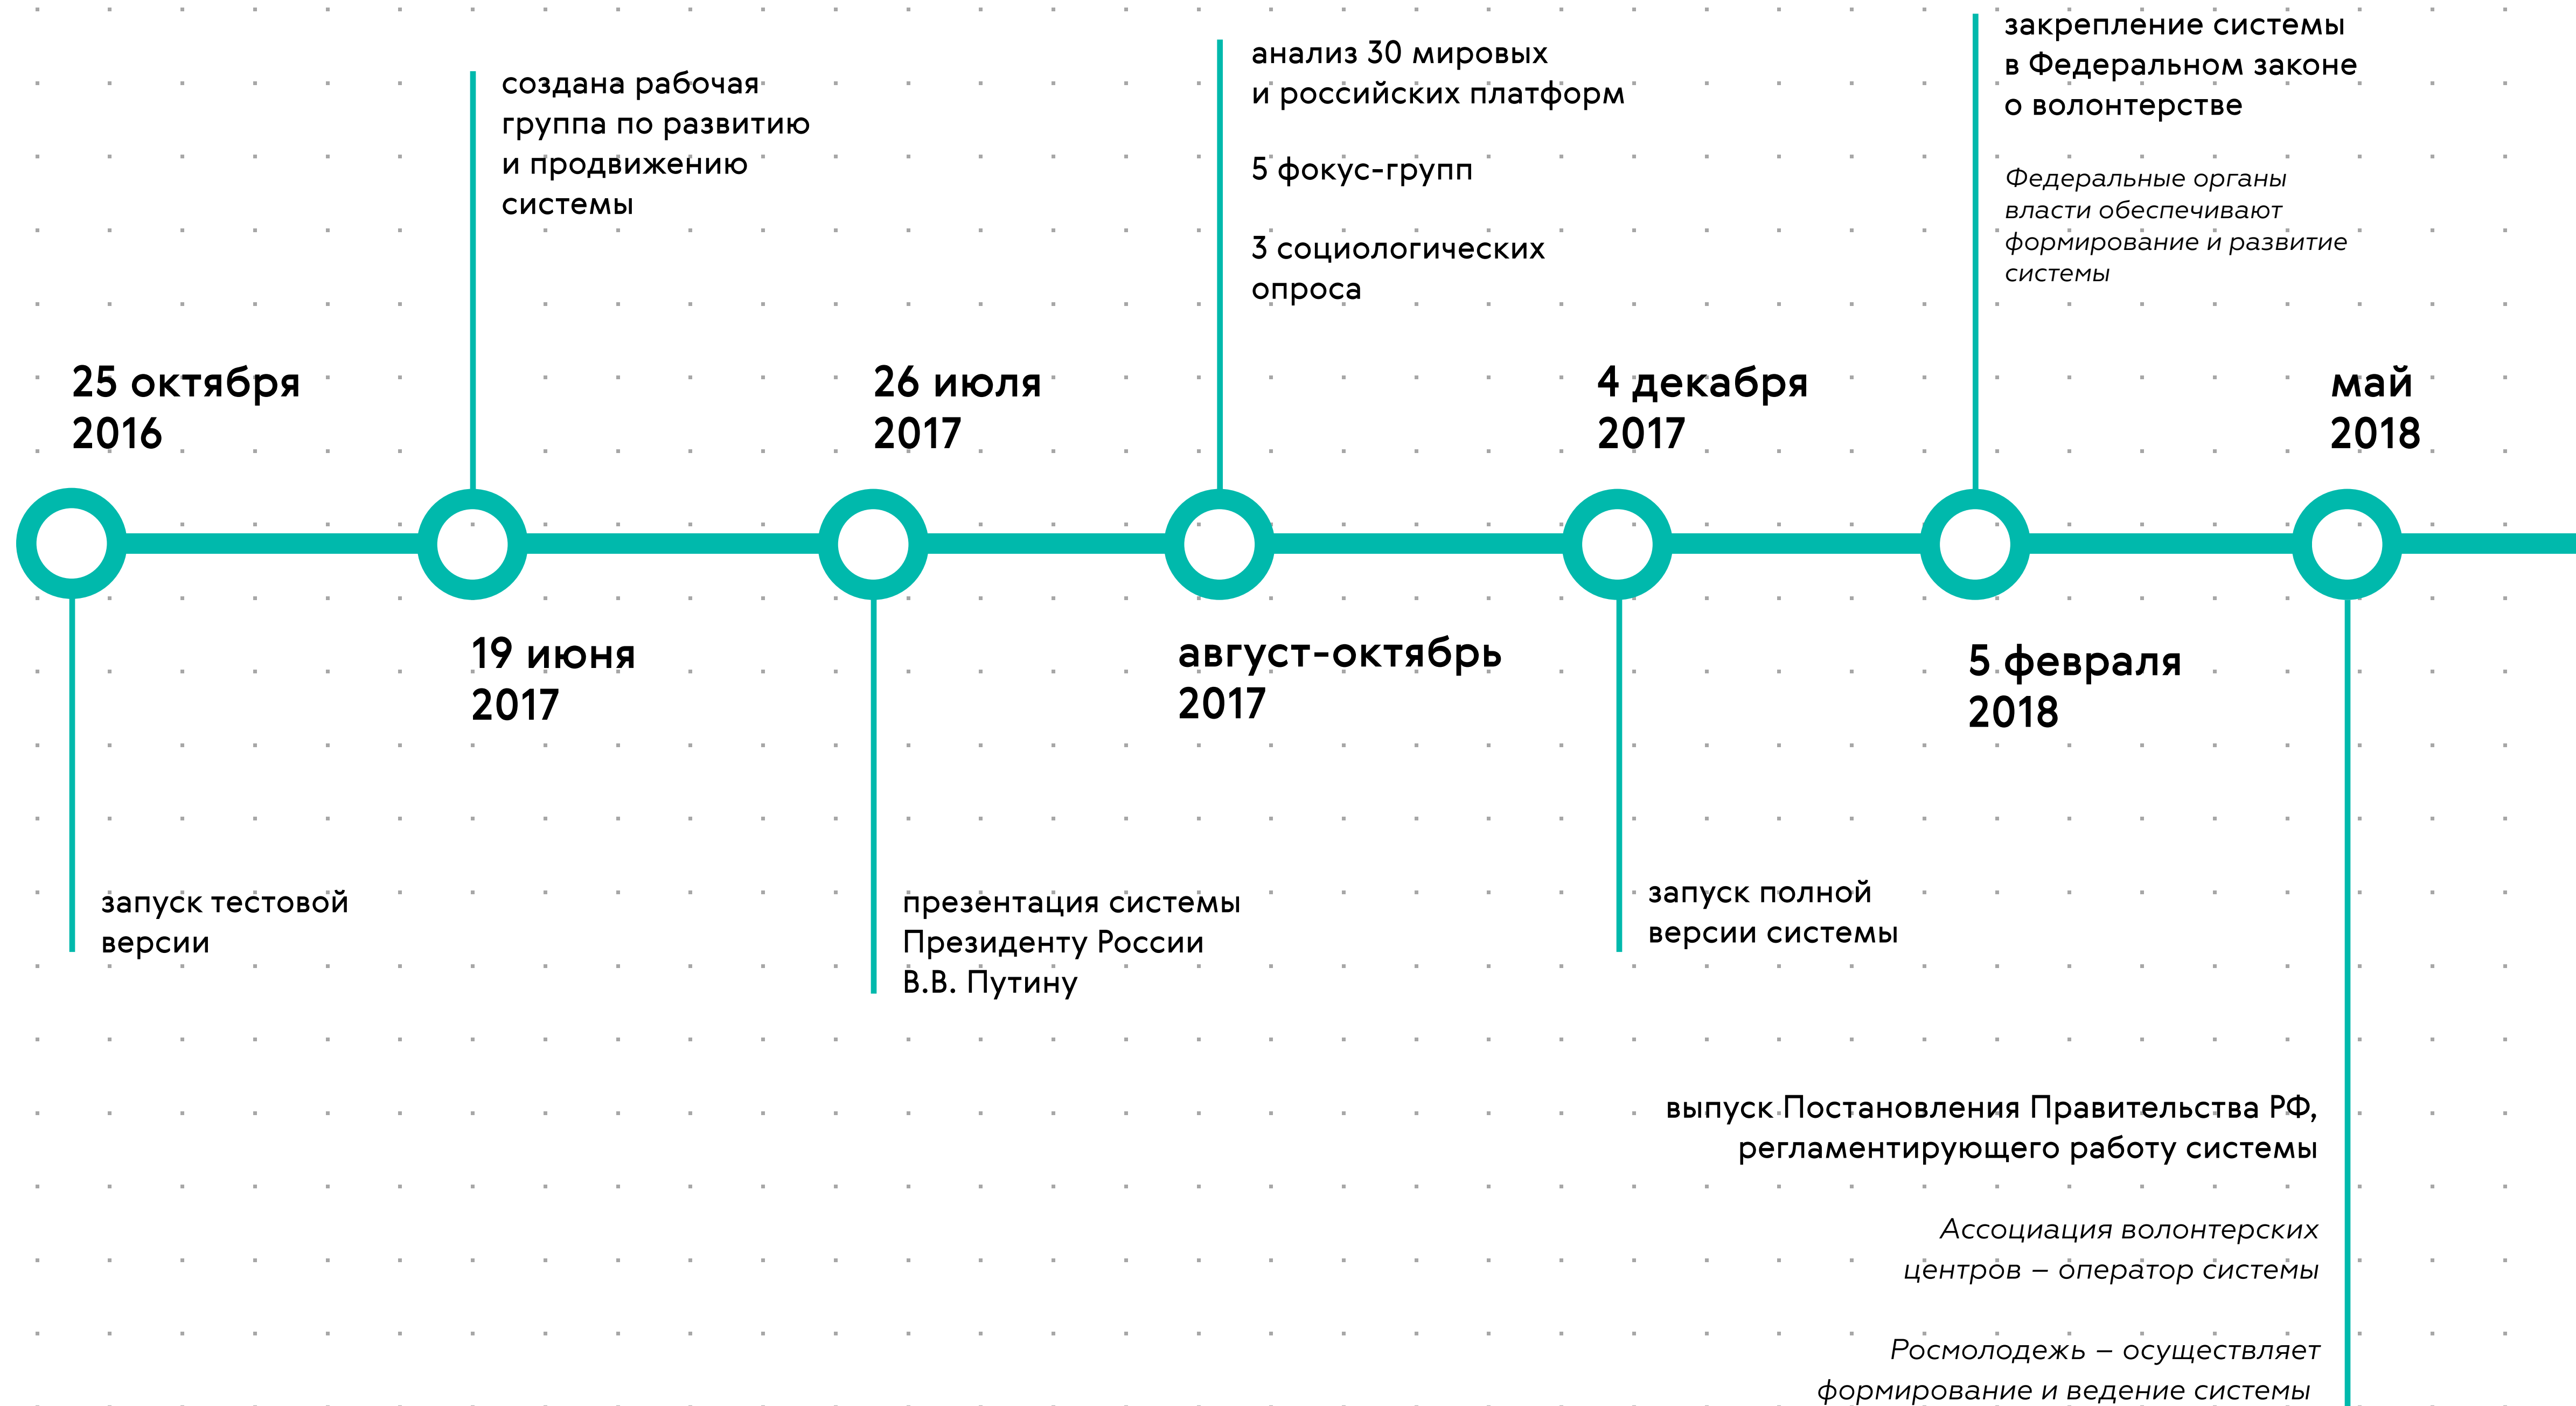 25 октября
2016
запуск тестовой
версии
создана рабочая
группа по развитию
и продвижению
системы
19 июня
2017
26 июля
2017
презентация системы
Президенту России
В.В. Путину
анализ 30 мировых
и российских платформ
5 фокус-групп
3 социологических
опроса
август-октябрь
2017
4 декабря
2017
запуск полной
версии системы
закрепление системы
в Федеральном законе
о волонтерстве
Федеральные органы
власти обеспечивают
формирование и развитие
системы
5 февраля
2018
май
2018
выпуск Постановления Правительства РФ,
регламентирующего работу системы
Ассоциация волонтерских
центров – оператор системы
Росмолодежь – осуществляет
формирование и ведение системы